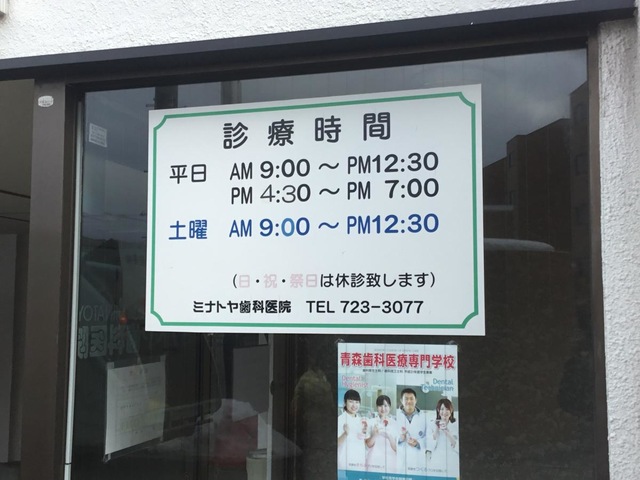 診療時間
平日 AM 9:00 ～ PM12:30
PM 4:30 ～ PM 7:00
土曜 AM 9:00 ～ PM12:30
(日・祝・祭日は休診致します)
ミナトヤ歯科医院 TEL 723-3077
青森歯科医療専門学校
Dental
Dental